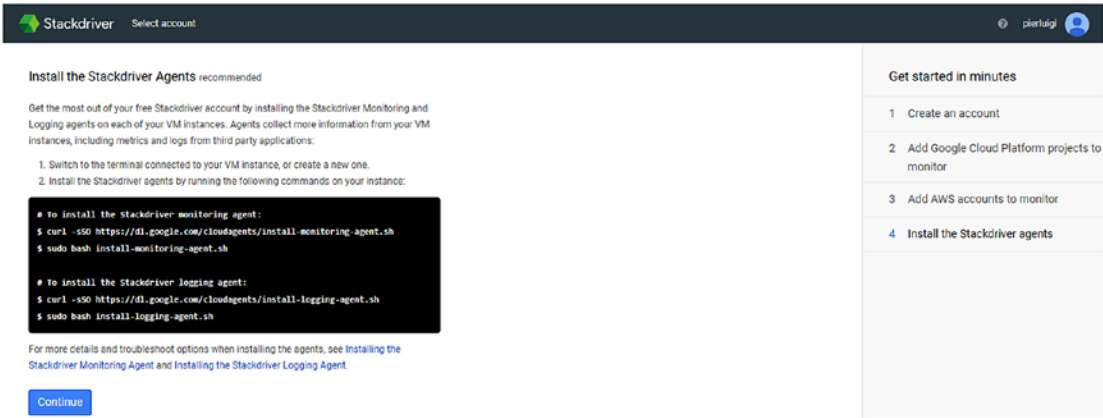 Stackdriver Select account
pierluigi
Install the Stackdriver Agents recommended
Get the most out of your free Stackdriver account by installing the Stackdriver Monitoring and
Logging agents on each of your VM instances. Agents collect more information from your VM
instances, including metrics and logs from third party applications:
1. Switch to the terminal connected to your VM instance, or create a new one.
2. Install the Stackdriver agents by running the following commands on your instance:
# To install the Stackdriver monitoring agent:
$ curl -sSO https://dl.google.com/cloudagents/install-monitoring-agent.sh
$ sudo bash install-monitoring-agent.sh
# To install the Stackdriver logging agent:
$ curl -sSO https://dl.google.com/cloudagents/install-logging-agent.sh
$ sudo bash install-logging-agent.sh
For more details and troubleshoot options when installing the agents, see Installing the
Stackdriver Monitoring Agent and Installing the Stackdriver Logging Agent.
Continue
Get started in minutes
1 Create an account
2 Add Google Cloud Platform projects to
monitor
3 Add AWS accounts to monitor
4 Install the Stackdriver agents